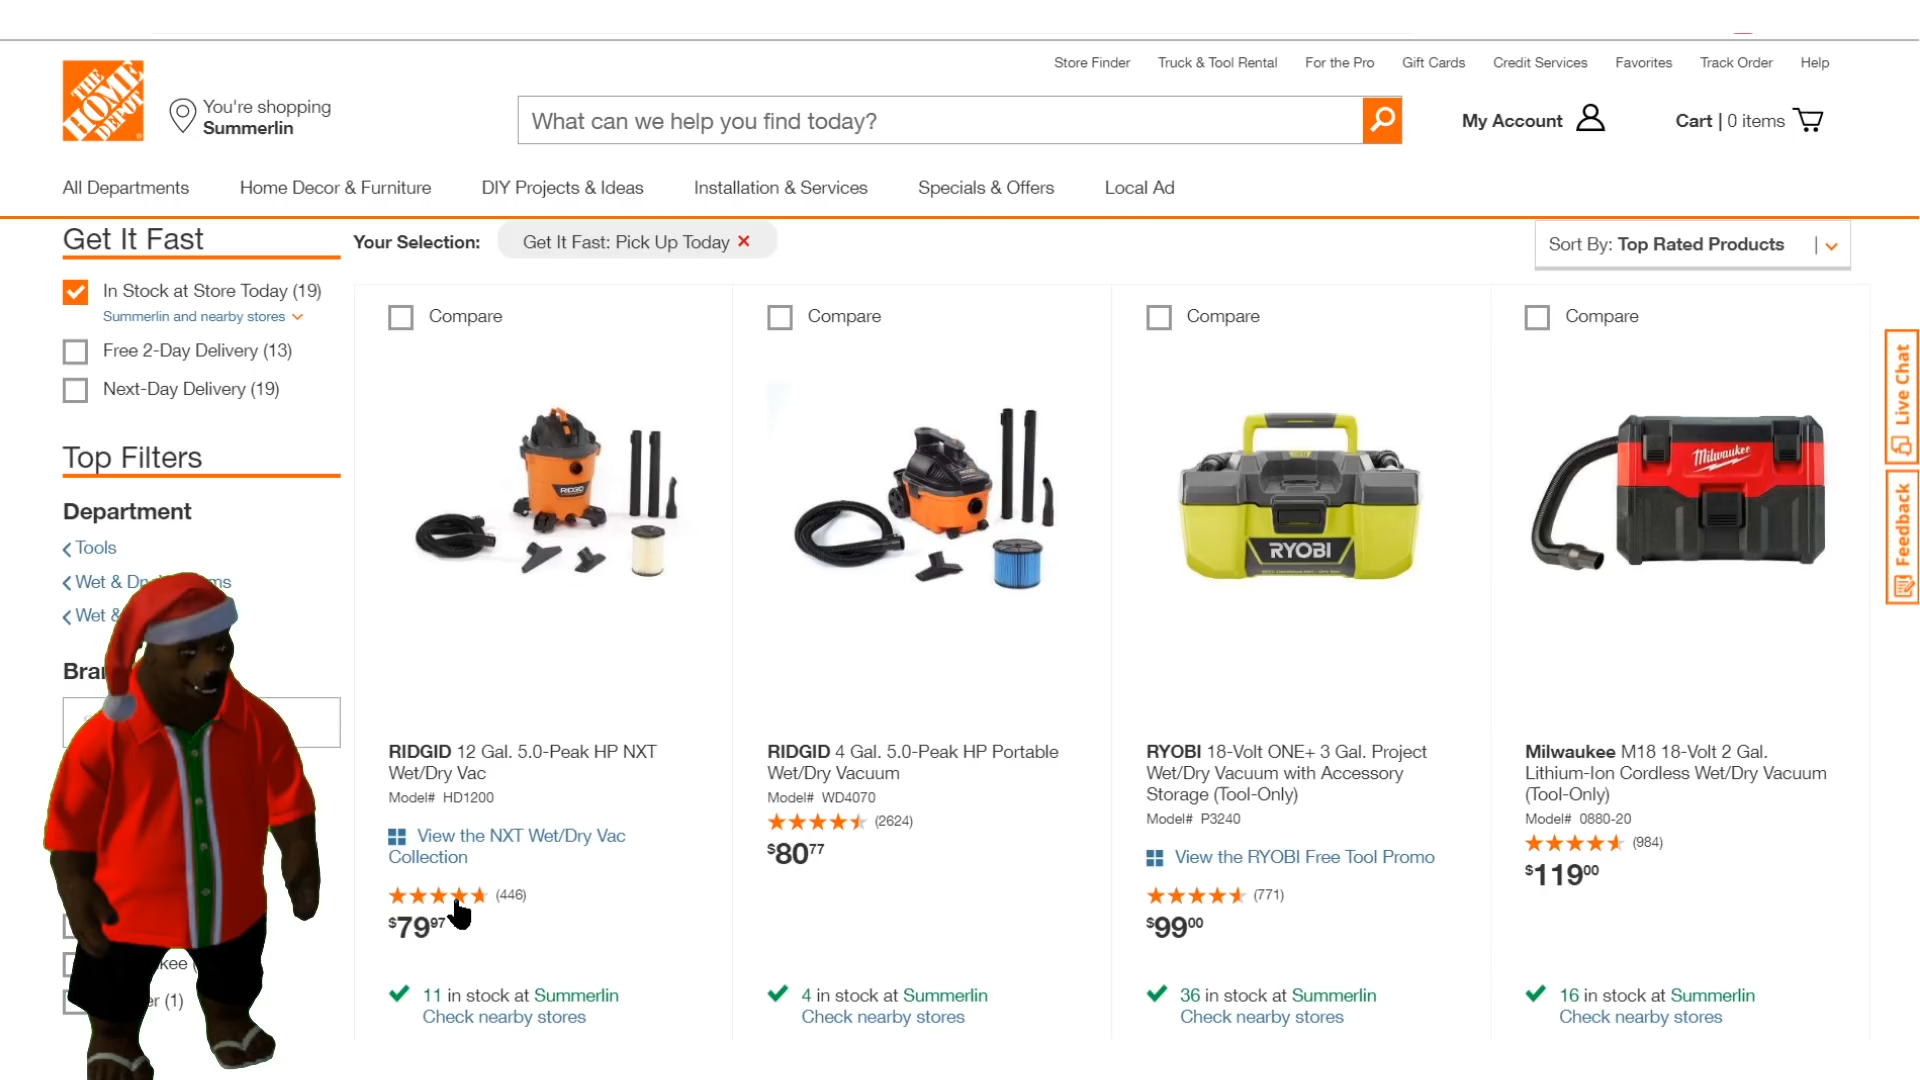 Store Finder Truck & Tool Rental For the Pro Gift Cards Credit Services Favorites Track Order Help
THE HOME DEPOT
You're shopping
Summerlin
What can we help you find today?
My Account
Cart | 0 items
All Departments Home Decor & Furniture DIY Projects & Ideas Installation & Services Specials & Offers Local Ad
Get It Fast
In Stock at Store Today (19)
Summerlin and nearby stores
Free 2-Day Delivery (13)
Next-Day Delivery (19)
Top Filters
Department
Tools
Wet &
Wet &
(1)
Your Selection: Get It Fast: Pick Up Today
Sort By: Top Rated Products
Compare
RIDGID
RIDGID 12 Gal. 5.0-Peak HP NXT
Wet/Dry Vac
Model# HD1200
View the NXT Wet/Dry Vac
Collection
(446)
$79 97
11 in stock at Summerlin
Check nearby stores
Compare
RIDGID 4 Gal. 5.0-Peak HP Portable
Wet/Dry Vacuum
Model# WD4070
(2624)
$80 77
4 in stock at Summerlin
Check nearby stores
Compare
RYOBI
RYOBI 18-Volt ONE+ 3 Gal. Project
Wet/Dry Vacuum with Accessory
Storage (Tool-Only)
Model# P3240
View the RYOBI Free Tool Promo
(771)
$99 00
36 in stock at Summerlin
Check nearby stores
Compare
Milwaukee
Milwaukee M18 18-Volt 2 Gal.
Lithium-Ion Cordless Wet/Dry Vacuum
(Tool-Only)
Model# 0880-20
(984)
$119 00
16 in stock at Summerlin
Check nearby stores
Live Chat
Feedback